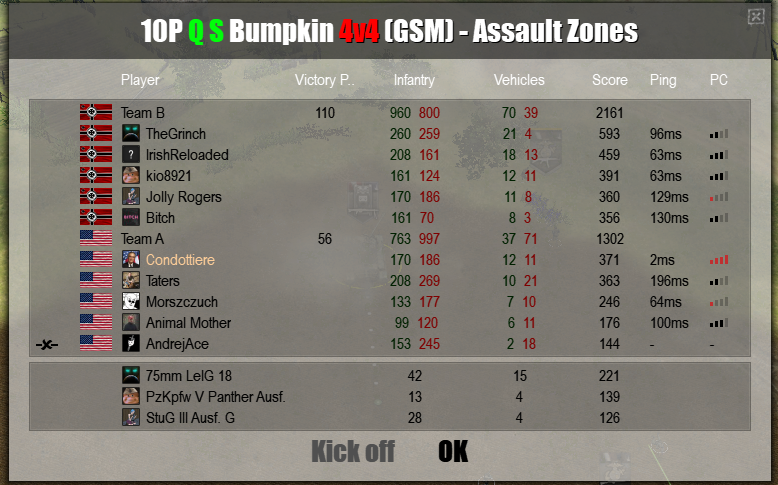 10P Q S Bumpkin 4v4 (GSM) - Assault Zones
Player Victory P.. Infantry Vehicles Score Ping PC
Team B 110 960 800 70 39 2161
TheGrinch 260 259 21 4 593 96ms
? IrishReloaded 208 161 18 13 459 63ms
kio8921 161 124 12 11 391 63ms
Jolly Rogers 170 186 11 8 360 129ms
BITCH Bitch 161 70 8 3 356 130ms
Team A 56 763 997 37 71 1302
Condottiere 170 186 12 11 371 2ms
Taters 208 269 10 21 363 196ms
Morszczuch 133 177 7 10 246 64ms
Animal Mother 99 120 6 11 176 100ms
AndrejAce 153 245 2 18 144 - -
75mm LeIG 18 42 15 221
PzKpfw V Panther Ausf. 13 4 139
StuG III Ausf. G 28 4 126
Kick off OK